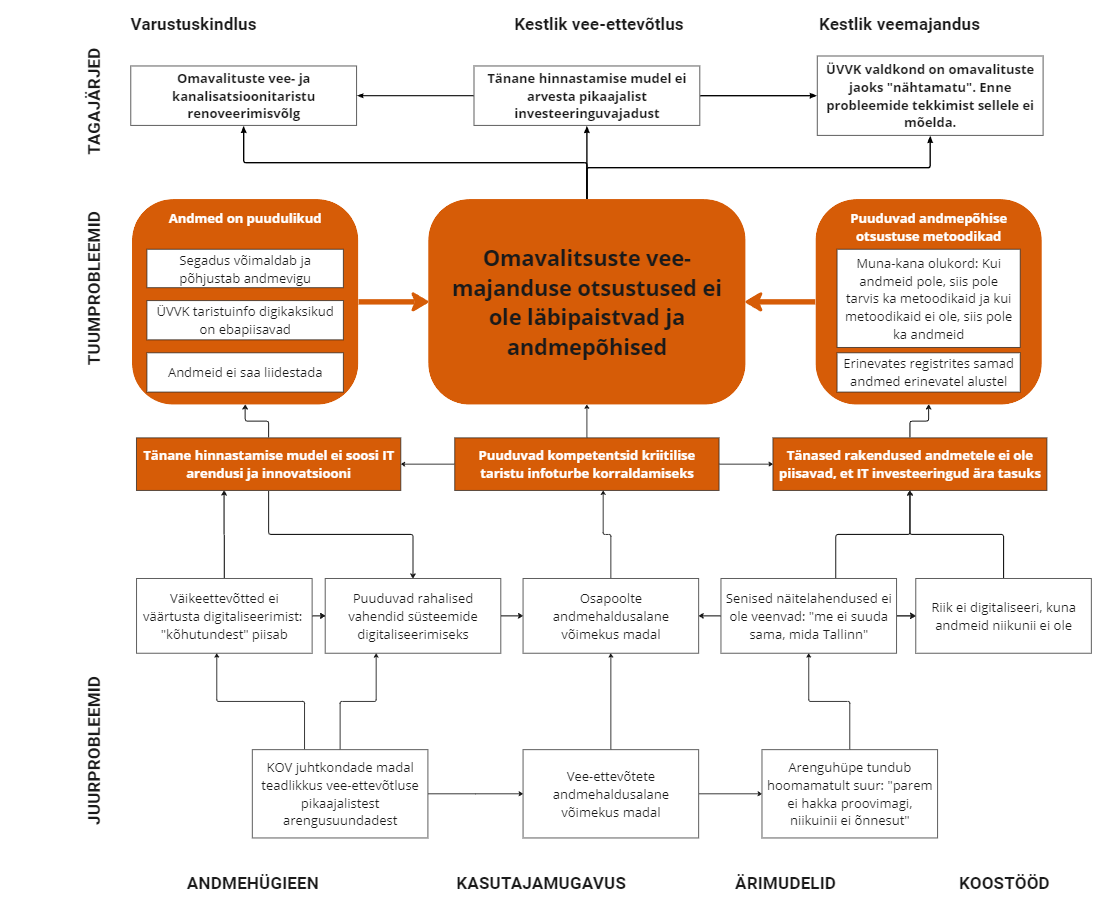 Varustuskindlus
Kestlik vee-ettevõtlus
Kestlik veemajandus
TAGAJÄRJED
Omavalituste vee- ja
kanalisatsioonitaristu
renoveerimisvõlg
Tänane hinnastamise mudel ei
arvesta pikaajalist
investeeringuvajadust
ÜVVK valdkond on omavalituste
jaoks "nähtamatu". Enne
probleemide tekkimist sellele ei
mõelda.
TUUMPROBLEEMID
Andmed on puudulikud
Segadus võimaldab ja
põhjustab andmevigu
ÜVVK taristuinfo digikaksikud
on ebapiisavad
Andmeid ei saa liidestada
Omavalitsuste vee-
majanduse otsustused ei
ole läbipaistvad ja
andmepõhised
Puuduvad andmepõhise
otsustuse metoodikad
Muna-kana olukord: Kui
andmeid pole, siis pole
tarvis ka metoodikaid ja kui
metoodikaid ei ole, siis pole
ka andmeid
Erinevates registrites samad
andmed erinevatel alustel
Tänane hinnastamise mudel ei soosi IT
arendusi ja innovatsiooni
Puuduvad kompetentsid kriitilise
taristu infoturbe korraldamiseks
Tänased rakendused andmetele ei ole
piisavad, et IT investeeringud ära tasuks
JUURPROBLEEMID
Väikeettevõtted ei
väärtusta digitaliseerimist:
"kõhutundest" piisab
Puuduvad rahalised
vahendid süsteemide
digitaliseerimiseks
Osapoolte
andmehaldusalane
võimekus madal
Senised näitelahendused ei
ole veenvad: "me ei suuda
sama, mida Tallinn"
Riik ei digitaliseeri, kuna
andmeid niikunii ei ole
KOV juhtkondade madal
teadlikkus vee-ettevõtluse
pikaajalistest
arengusuundadest
Vee-ettevõtete
andmehaldusalane
võimekus madal
Arenguhüpe tundub
hoomamatult suur: "parem
ei hakka proovimagi,
niikuinii ei õnnesut"
ANDMEHÜGIEEN
KASUTAJAMUGAVUS
ÄRIMUDELID
KOOSTÖÖD